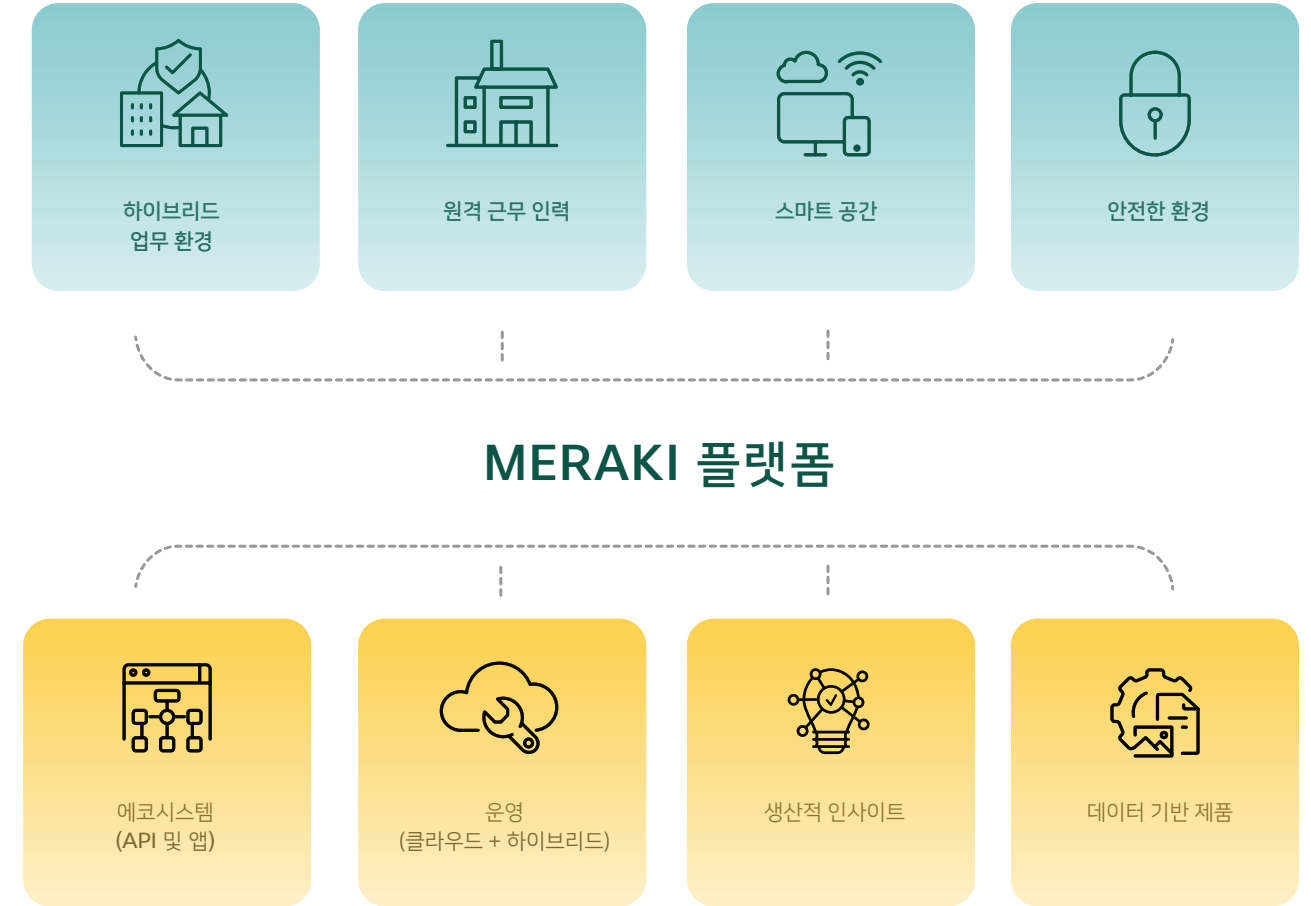 하이브리드
업무 환경
원격 근무 인력
스마트 공간
안전한 환경
MERAKI 플랫폼
에코시스템
(API 및 앱)
운영
(클라우드 + 하이브리드)
생산적 인사이트
데이터 기반 제품